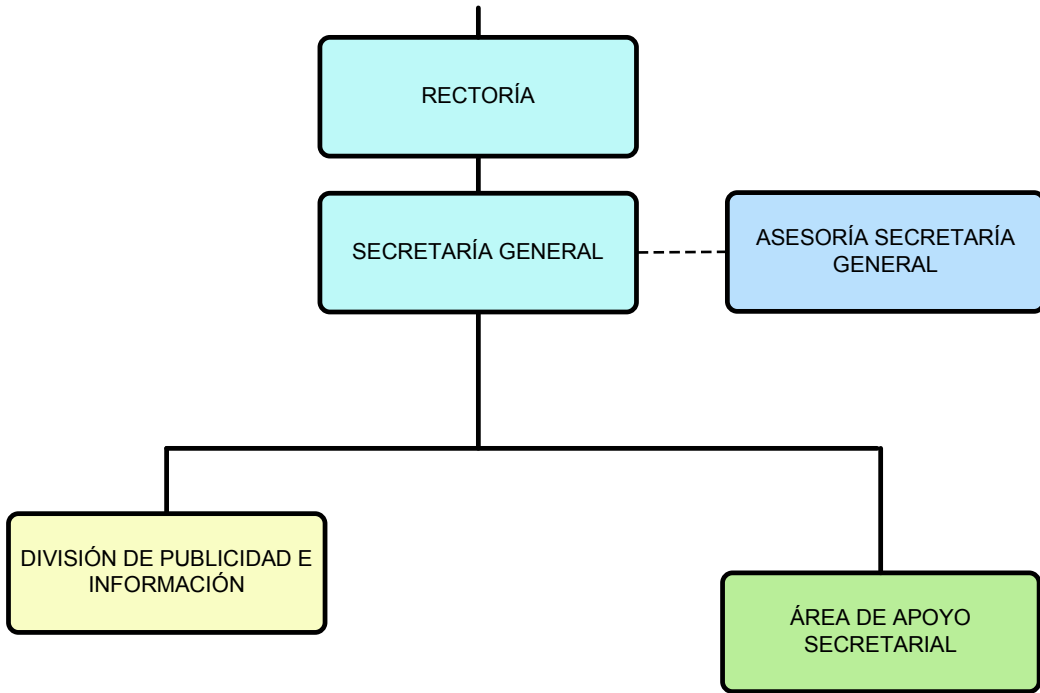 RECTORÍA
SECRETARÍA GENERAL
ASESORÍA SECRETARÍA
GENERAL
DIVISIÓN DE PUBLICIDAD E
INFORMACIÓN
ÁREA DE APOYO
SECRETARIAL